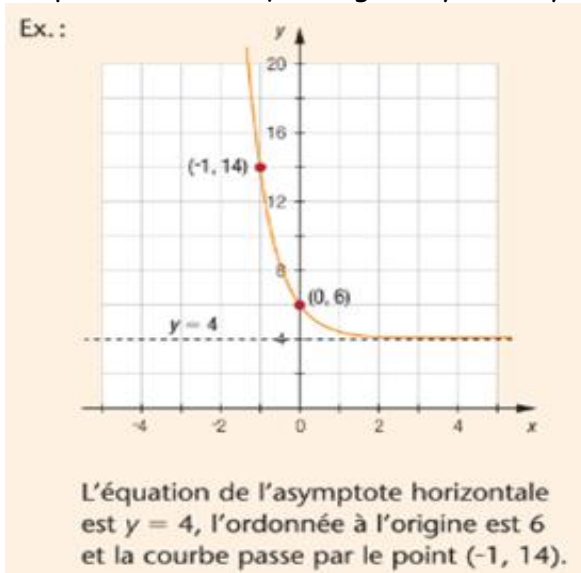 Ex. :
y
20
16
(-1, 14)
12
8
(0, 6)
y = 4
4
-4
-2
0
2
4
x
L'équation de l'asymptote horizontale
est y = 4, l'ordonnée à l'origine est 6
et la courbe passe par le point (-1, 14).